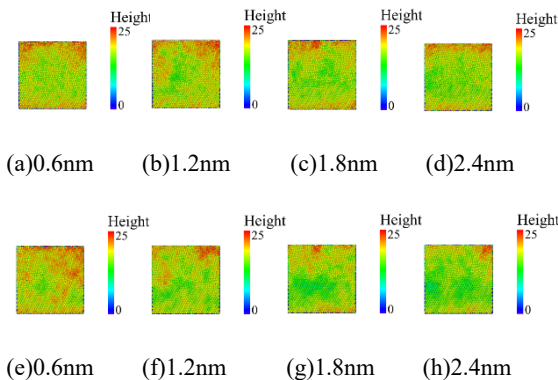 Height Height Height Height
25 25 25 25
0 0 0 0
(a)0.6nm (b)1.2nm (c)1.8nm (d)2.4nm
Height Height Height Height
25 25 25 25
0 0 0 0
(e)0.6nm (f)1.2nm (g)1.8nm (h)2.4nm